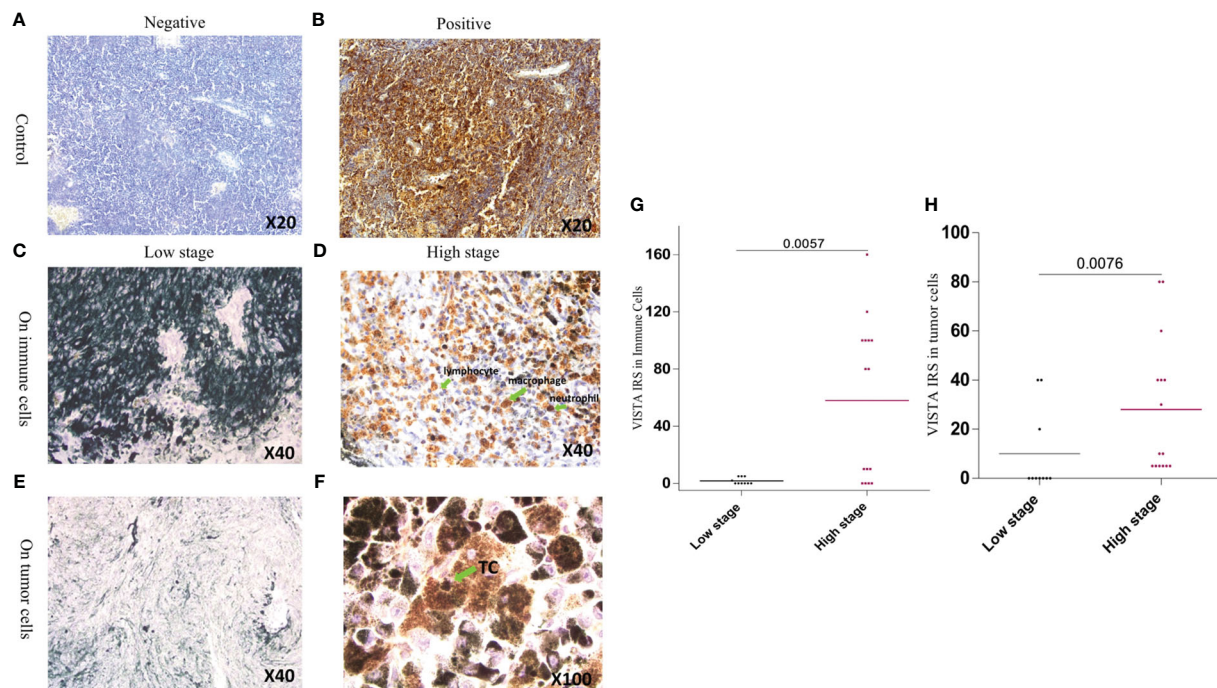 A
Negative
B
Positive
Control
X20
X20
C
Low stage
D
High stage
On immune cells
X40
lymphocyte
macrophage
neutrophil
X40
E
On tumor cells
X40
F
TC
X100
G
VISTA IRS in Immune Cells
160
120
80
40
0
0.0057
Low stage
High stage
H
VISTA IRS in tumor cells
100
80
60
40
20
0
0.0076
Low stage
High stage